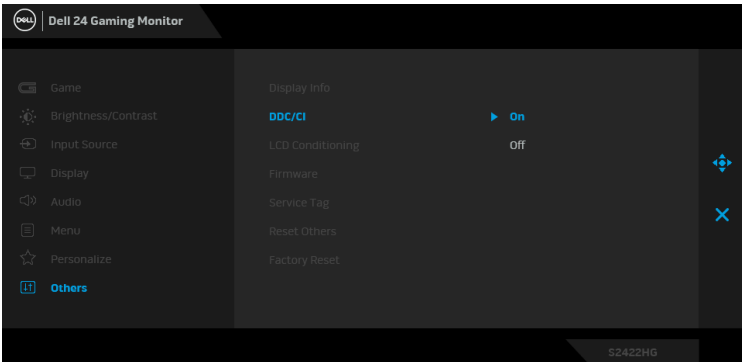 DELL Dell 24 Gaming Monitor
Game
Brightness/Contrast
Input Source
Display
Audio
Menu
Personalize
Others
Display Info
DDC/CI On
LCD Conditioning Off
Firmware
Service Tag
Reset Others
Factory Reset
S2422HG